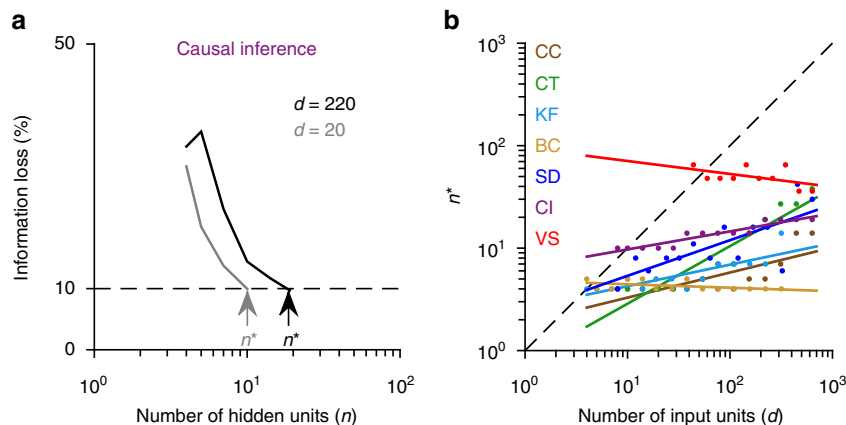 a
Causal inference
50
d = 220
d = 20
Information loss (%)
10
n*
n*
0
10⁰
10¹
10²
Number of hidden units (n)
b
10³
CC
CT
KF
10²
BC
SD
n*
CI
10¹
VS
10⁰
10⁰
10¹
10²
10³
Number of input units (d)